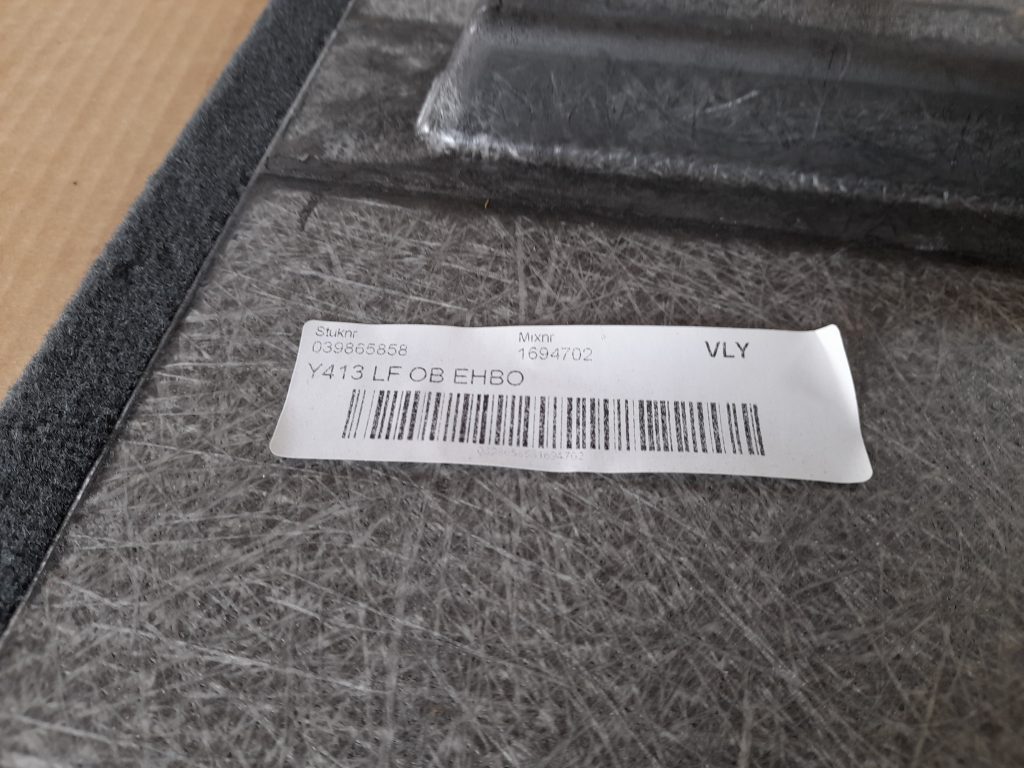 Stuknr
039865858
Mixnr
1694702
VLY
Y413 LF OB EHBO